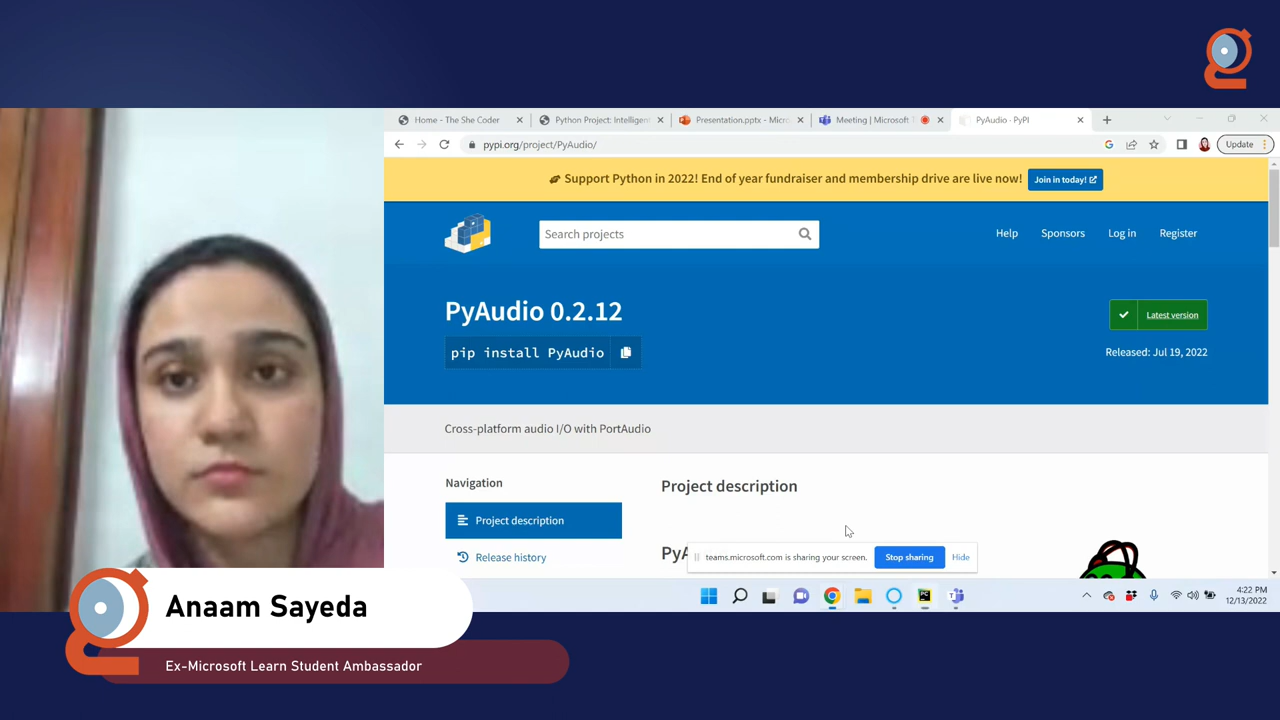 Home - The She Coder
Python Project: Intelligen
Presentation.pptx - Micro
Meeting | Microsoft T
PyAudio · PyPI
pypi.org/project/PyAudio/
Update
Support Python in 2022! End of year fundraiser and membership drive are live now!
Join in today!
Search projects
Help
Sponsors
Log in
Register
PyAudio 0.2.12
pip install PyAudio
Latest version
Released: Jul 19, 2022
Cross-platform audio I/O with PortAudio
Navigation
Project description
Project description
Release history
PyA
teams.microsoft.com is sharing your screen.
Stop sharing
Hide
4:22 PM
12/13/2022
Anaam Sayeda
Ex-Microsoft Learn Student Ambassador